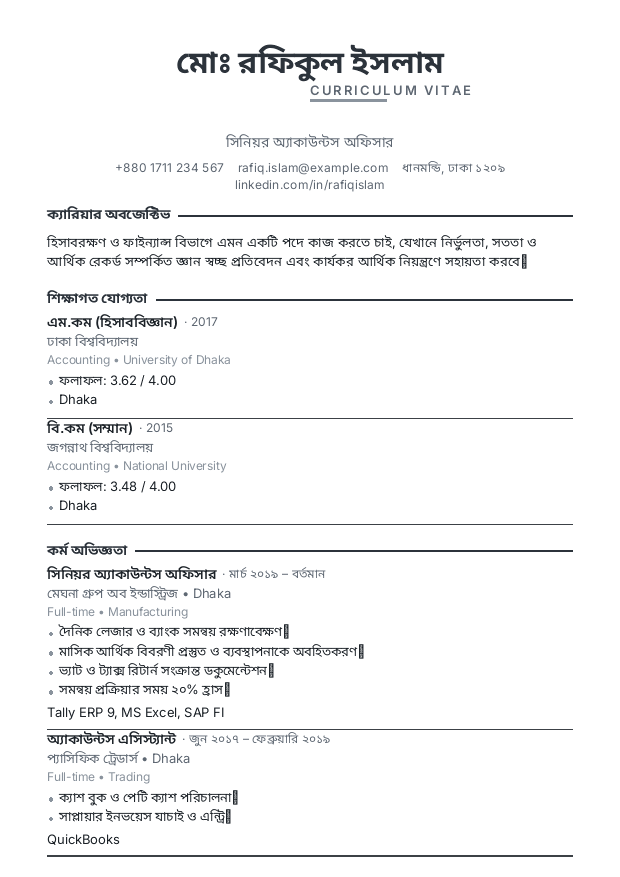 মোঃ রফিকুল ইসলাম
CURRICULUM VITAE
সিনিয়র অ্যাকাউন্টস অফিসার
+880 1711 234 567 rafiq.islam@example.com ধানমন্ডি, ঢাকা ১২০৯
linkedin.com/in/rafiqislam
ক্যারিয়ার অবজেক্টিভ
হিসাবরক্ষণ ও ফাইন্যান্স বিভাগে এমন একটি পদে কাজ করতে চাই, যেখানে নির্ভুলতা, সততা ও
আর্থিক রেকর্ড সম্পর্কিত জ্ঞান স্বচ্ছ প্রতিবেদন এবং কার্যকর আর্থিক নিয়ন্ত্রণে সহায়তা করবে
শিক্ষাগত যোগ্যতা
এম.কম (হিসাববিজ্ঞান) · 2017
ঢাকা বিশ্ববিদ্যালয়
Accounting • University of Dhaka
• ফলাফল: 3.62 / 4.00
• Dhaka
বি.কম (সম্মান) · 2015
জগন্নাথ বিশ্ববিদ্যালয়
Accounting • National University
• ফলাফল: 3.48 / 4.00
• Dhaka
কর্ম অভিজ্ঞতা
সিনিয়র অ্যাকাউন্টস অফিসার · মার্চ ২০১৯ – বর্তমান
মেঘনা গ্রুপ অব ইন্ডাস্ট্রিজ • Dhaka
Full-time • Manufacturing
• দৈনিক লেজার ও ব্যাংক সমন্বয় রক্ষণাবেক্ষণ
• মাসিক আর্থিক বিবরণী প্রস্তুত ও ব্যবস্থাপনাকে অবহিতকরণ
• ভ্যাট ও ট্যাক্স রিটার্ন সংক্রান্ত ডকুমেন্টেশন
• সমন্বয় প্রক্রিয়ার সময় ২০% হ্রাস
Tally ERP 9, MS Excel, SAP FI
অ্যাকাউন্টস এসিস্ট্যান্ট · জুন ২০১৭ – ফেব্রুয়ারি ২০১৯
প্যাসিফিক ট্রেডার্স • Dhaka
Full-time • Trading
• ক্যাশ বুক ও পেটি ক্যাশ পরিচালনা
• সাপ্লায়ার ইনভয়েস যাচাই ও এন্ট্রি
QuickBooks